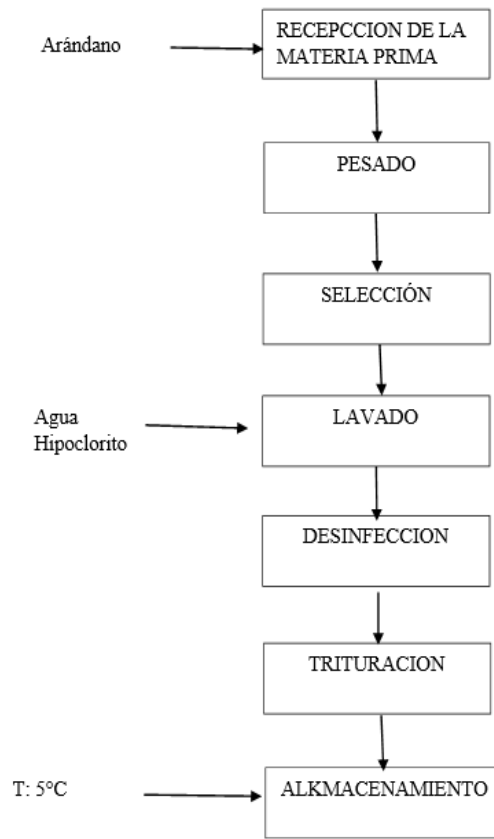 Arándano
RECEPCCION DE LA
MATERIA PRIMA
PESADO
SELECCIÓN
Agua
Hipoclorito
LAVADO
DESINFECCION
TRITURACION
T: 5°C
ALKMACENAMIENTO